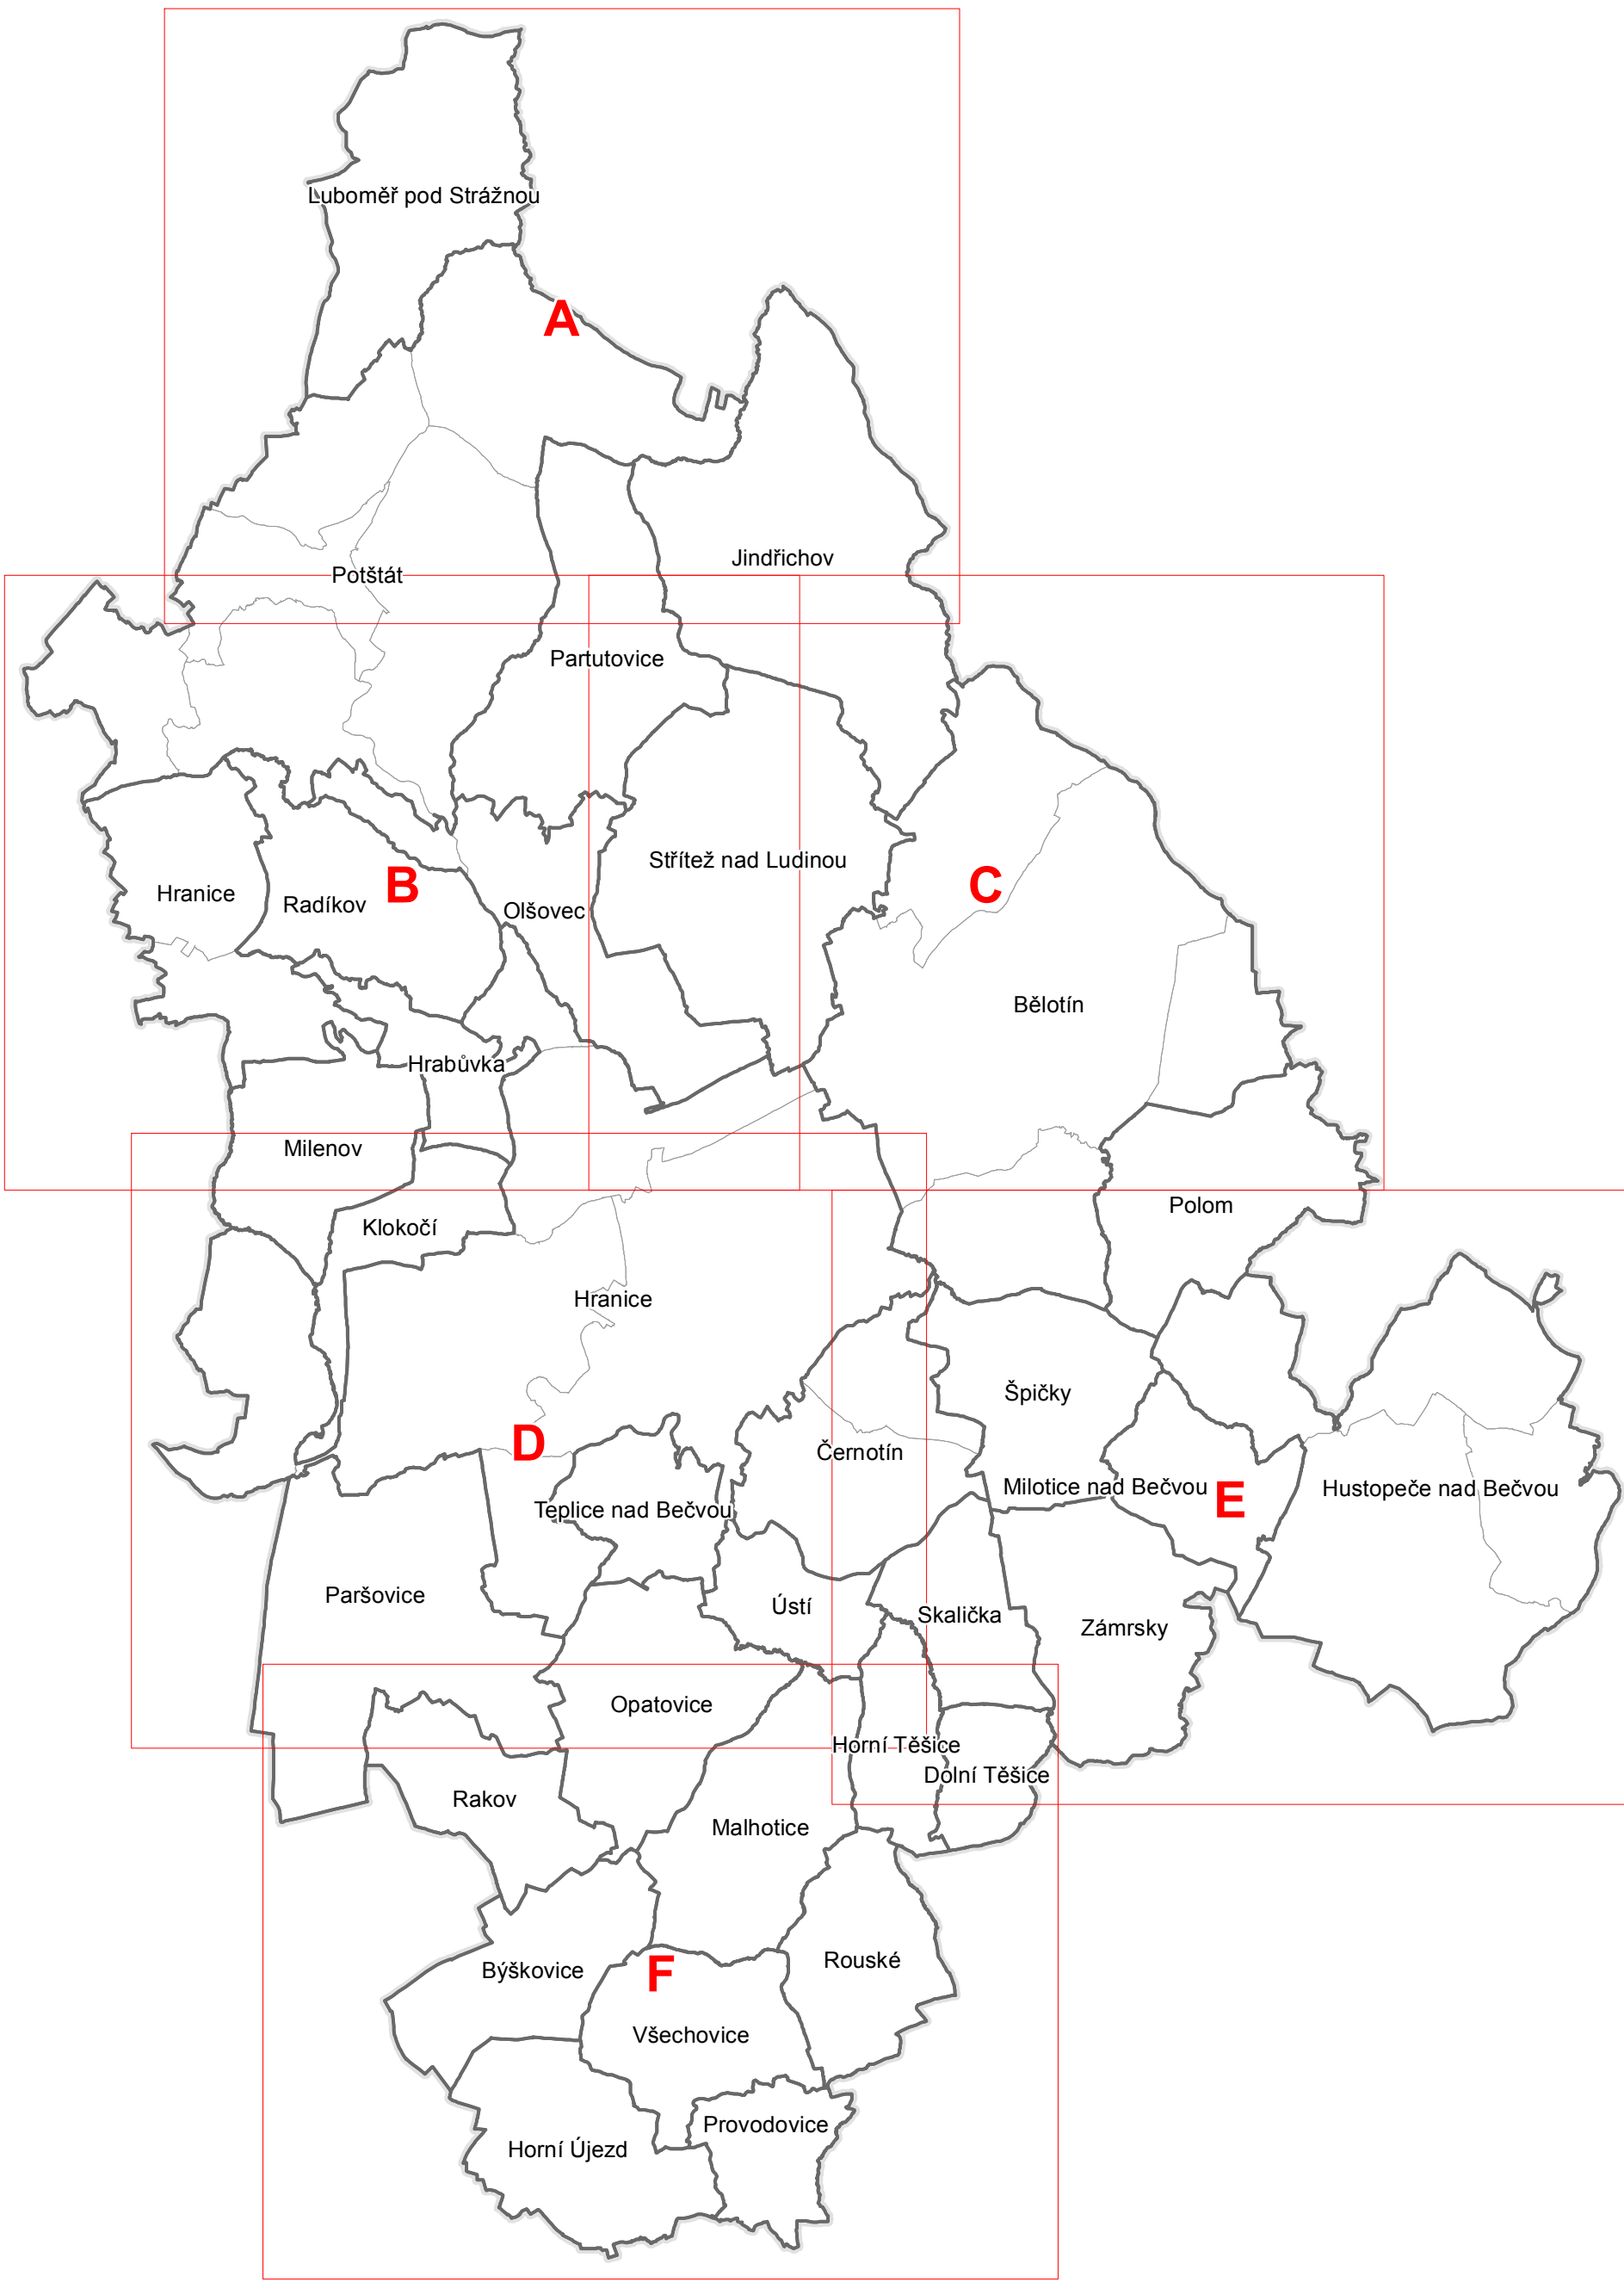 Luboměř pod Strážnou
A
Jindřichov
Potštát
Partutovice
Střítež nad Ludinou
B
C
Hranice
Radíkov
Olšovec
Bělotín
Hrabůvka
Milenov
Polom
Klokočí
Hranice
Špičky
D
Černotín
Milotice nad Bečvou
E
Hustopeče nad Bečvou
Teplice nad Bečvou
Paršovice
Ústí
Skalička
Zámrsky
Opatovice
Horní Těšice
Dolní Těšice
Rakov
Malhotice
Rouské
Býškovice
F
Všechovice
Provodovice
Horní Újezd